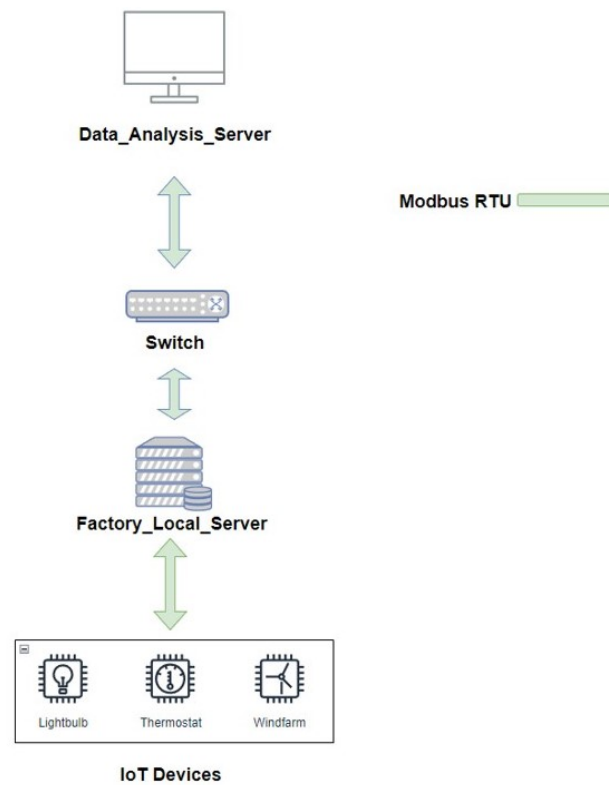 Data_Analysis_Server
Modbus RTU
Switch
Factory_Local_Server
Lightbulb Thermostat Windfarm
IoT Devices